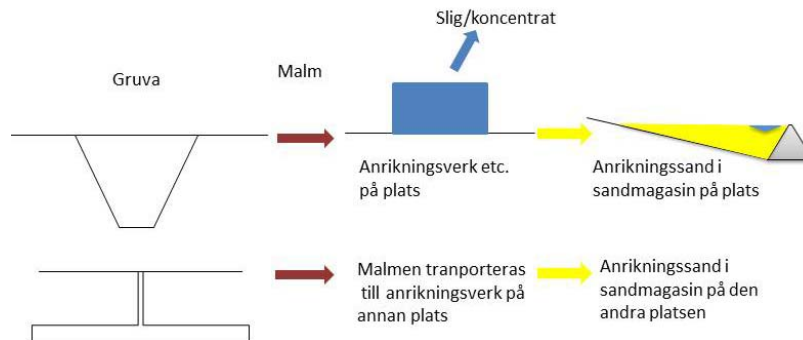 Slig/koncentrat
Gruva
Malm
Anrikningsverk etc.
på plats
Anrikningssand i
sandmagasin på plats
Malmen tranporteras
till anrikningsverk på
annan plats
Anrikningssand i
sandmagasin på den
andra platsen